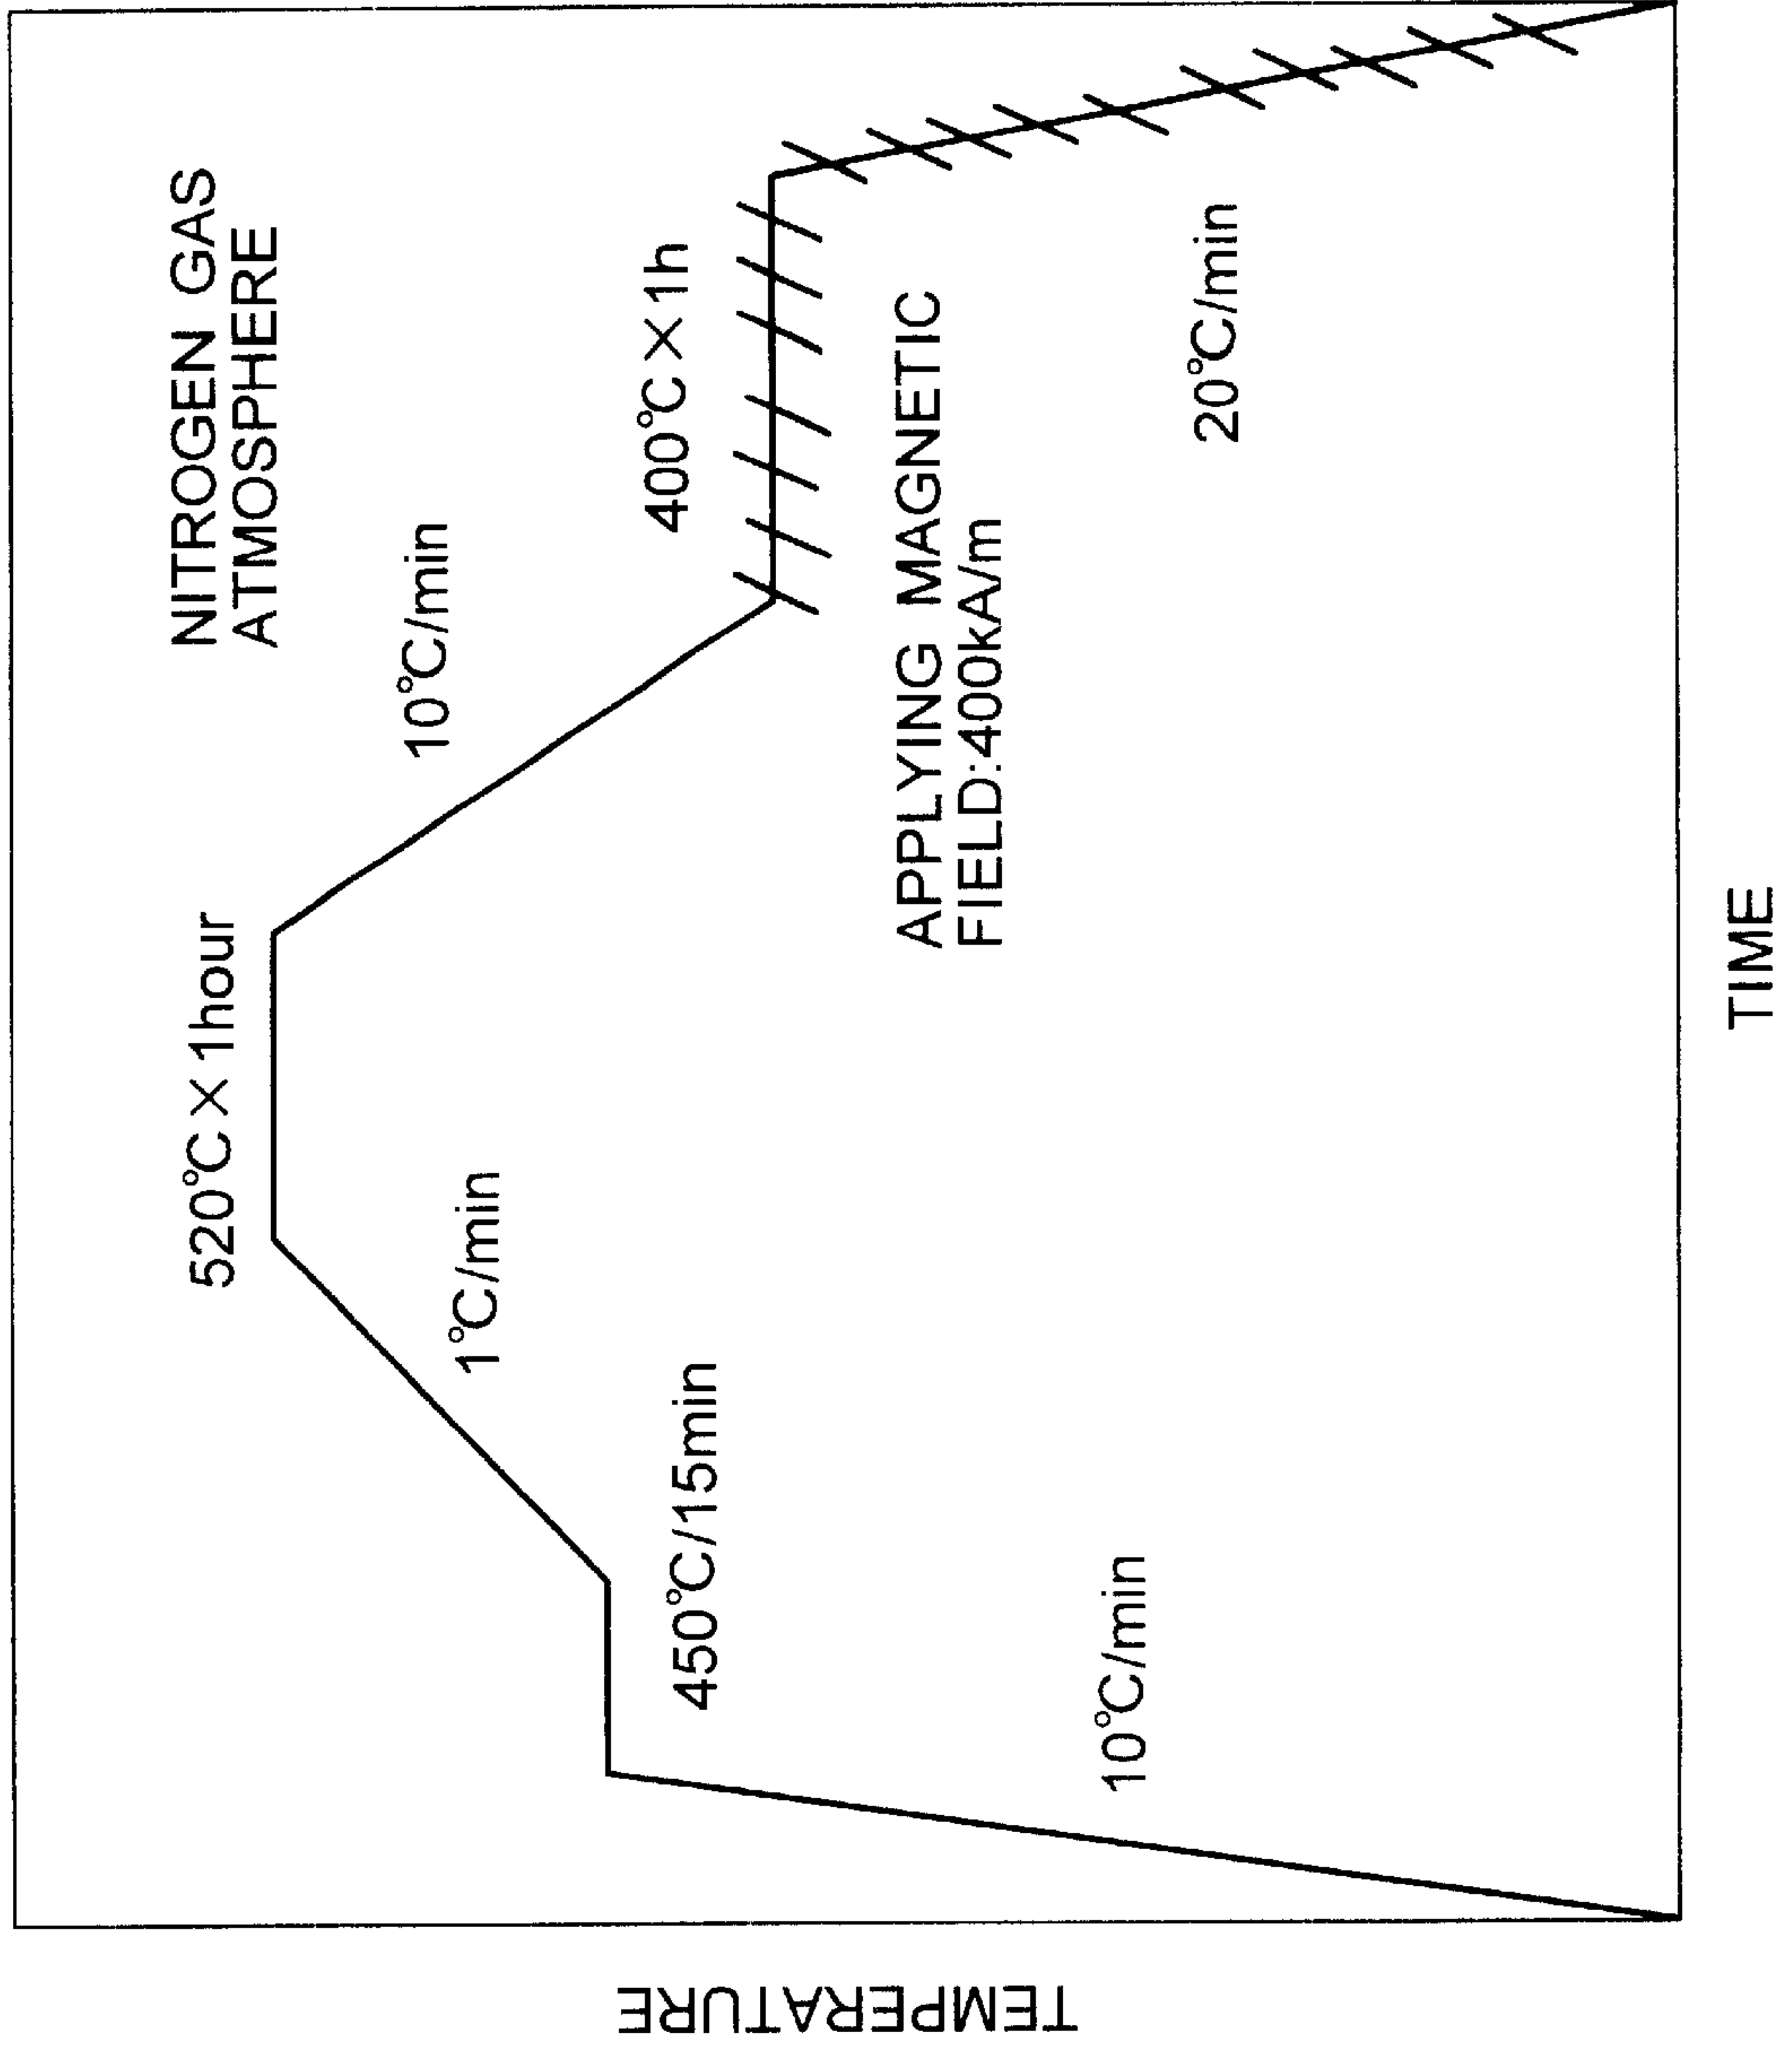 NITROGEN GAS
ATMOSPHERE
520℃×1hour
10℃/min
1℃/min
400℃×1h
450℃/15min
APPLYING MAGNETIC
FIELD:400kA/m
10℃/min
20℃/min
TEMPERATURE
TIME